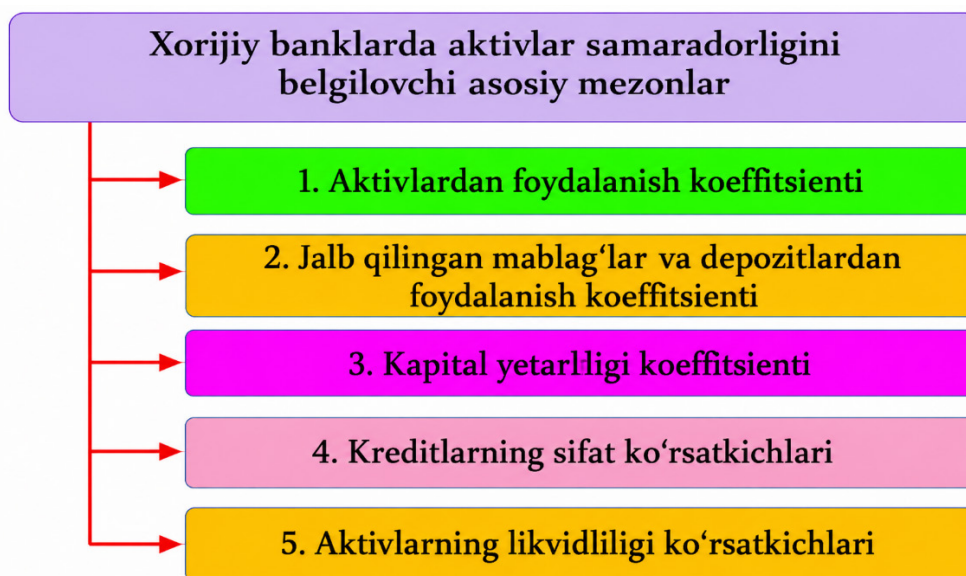 Xorijiy banklarda aktivlar samaradorligini
belgilovchi asosiy mezonlar
1. Aktivlardan foydalanish koeffitsienti
2. Jalb qilingan mablag‘lar va depozitlardan
foydalanish koeffitsienti
3. Kapital yetarliligi koeffitsienti
4. Kreditlarning sifat ko‘rsatkichlari
5. Aktivlarning likvidliligi ko‘rsatkichlari